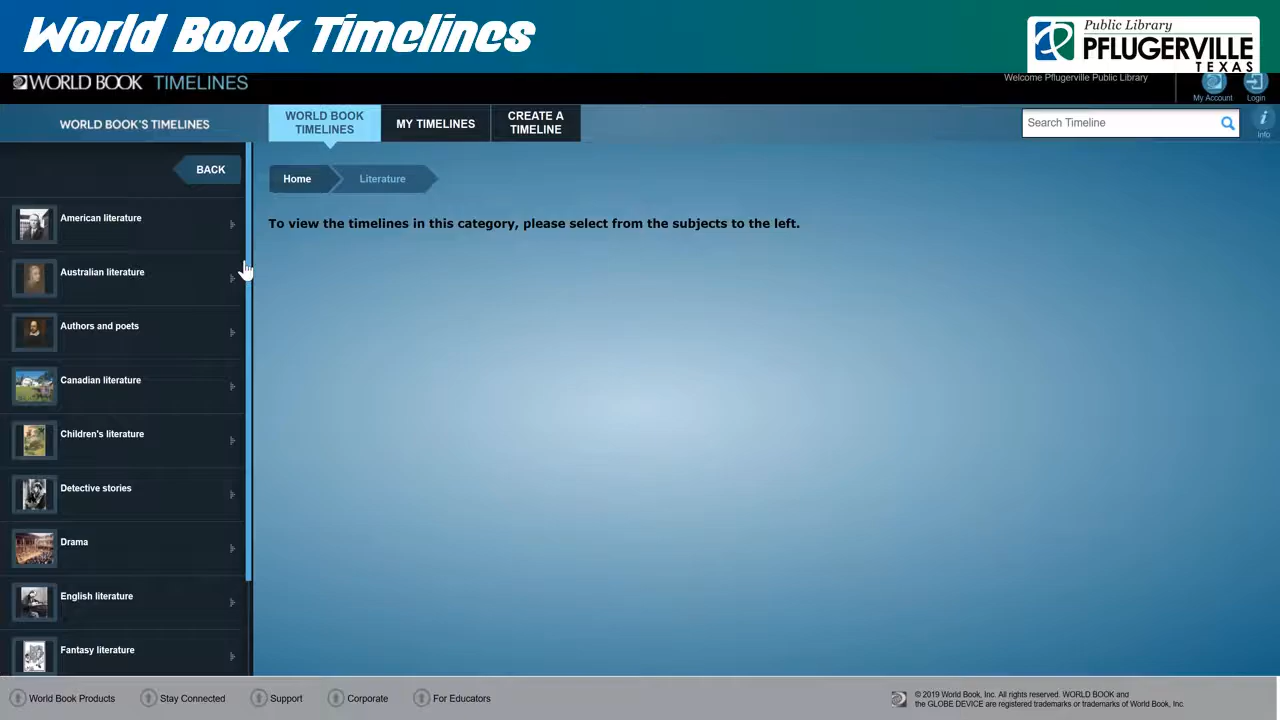 World Book Timelines
Public Library
PFLUGERVILLE
TEXAS
WORLD BOOK TIMELINES
Welcome Pflugerville Public Library
My Account
Login
WORLD BOOK'S TIMELINES
WORLD BOOK
TIMELINES
MY TIMELINES
CREATE A
TIMELINE
Search Timeline
info
BACK
Home
Literature
To view the timelines in this category, please select from the subjects to the left.
American literature
Australian literature
Authors and poets
Canadian literature
Children's literature
Detective stories
Drama
English literature
Fantasy literature
World Book Products
Stay Connected
Support
Corporate
For Educators
© 2019 World Book, Inc. All rights reserved. WORLD BOOK and
the GLOBE DEVICE are registered trademarks or trademarks of World Book, Inc.